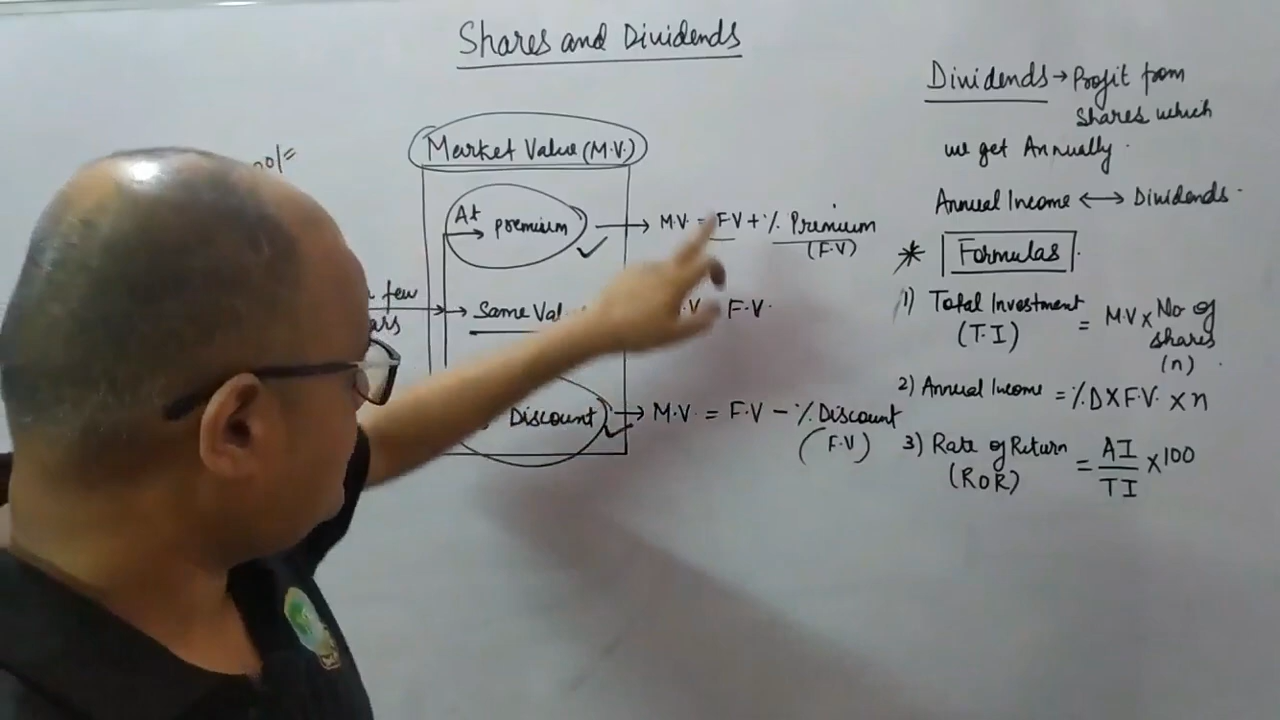 Shares and Dividends
Market Value (M.V.)
At premium → M.V. = F.V + % Premium
(F.V)
few
Same
F.V.
Discount → M.V = F.V - % Discount
(F.V)
Dividends → Profit from
Shares which
we get Annually.
Annual Income ↔ Dividends.
* Formulas
1) Total Investment = M.V × No of
(T.I) shares
(n)
2) Annual Income = % D × F.V. × n
3) Rate of Return = AI / TI × 100
(ROR)